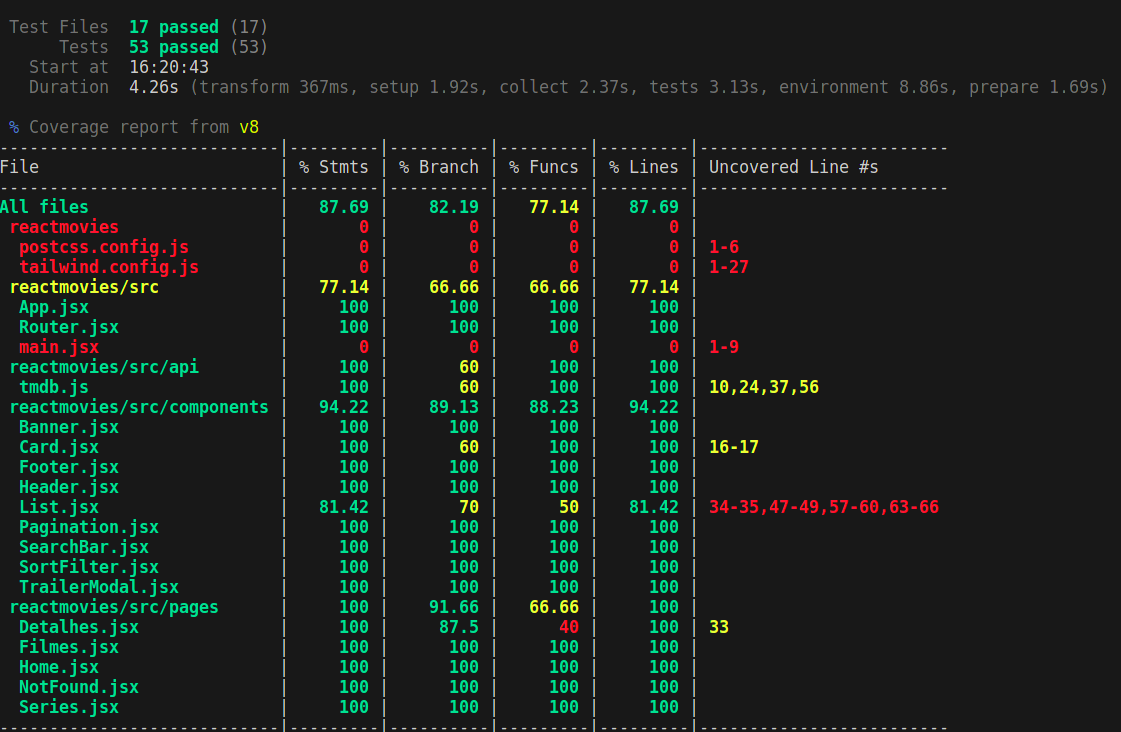 Test Files  17 passed (17)
Tests  53 passed (53)
Start at  16:20:43
Duration  4.26s (transform 367ms, setup 1.92s, collect 2.37s, tests 3.13s, environment 8.86s, prepare 1.69s)
% Coverage report from v8
----------------------------|---------|----------|---------|---------|-------------------------
File                        | % Stmts | % Branch | % Funcs | % Lines | Uncovered Line #s
----------------------------|---------|----------|---------|---------|-------------------------
All files                   |   87.69 |    82.19 |   77.14 |   87.69 |
 reactmovies                |       0 |        0 |       0 |       0 |
  postcss.config.js         |       0 |        0 |       0 |       0 | 1-6
  tailwind.config.js        |       0 |        0 |       0 |       0 | 1-27
 reactmovies/src            |   77.14 |    66.66 |   66.66 |   77.14 |
  App.jsx                   |     100 |      100 |     100 |     100 |
  Router.jsx                |     100 |      100 |     100 |     100 |
  main.jsx                  |       0 |        0 |       0 |       0 | 1-9
 reactmovies/src/api        |     100 |       60 |     100 |     100 |
  tmdb.js                   |     100 |       60 |     100 |     100 | 10,24,37,56
 reactmovies/src/components |   94.22 |    89.13 |   88.23 |   94.22 |
  Banner.jsx                |     100 |      100 |     100 |     100 |
  Card.jsx                  |     100 |       60 |     100 |     100 | 16-17
  Footer.jsx                |     100 |      100 |     100 |     100 |
  Header.jsx                |     100 |      100 |     100 |     100 |
  List.jsx                  |   81.42 |       70 |      50 |   81.42 | 34-35,47-49,57-60,63-66
  Pagination.jsx            |     100 |      100 |     100 |     100 |
  SearchBar.jsx             |     100 |      100 |     100 |     100 |
  SortFilter.jsx            |     100 |      100 |     100 |     100 |
  TrailerModal.jsx          |     100 |      100 |     100 |     100 |
 reactmovies/src/pages      |     100 |    91.66 |   66.66 |     100 |
  Detalhes.jsx              |     100 |     87.5 |      40 |     100 | 33
  Filmes.jsx                |     100 |      100 |     100 |     100 |
  Home.jsx                  |     100 |      100 |     100 |     100 |
  NotFound.jsx              |     100 |      100 |     100 |     100 |
  Series.jsx                |     100 |      100 |     100 |     100 |
----------------------------|---------|----------|---------|---------|-------------------------